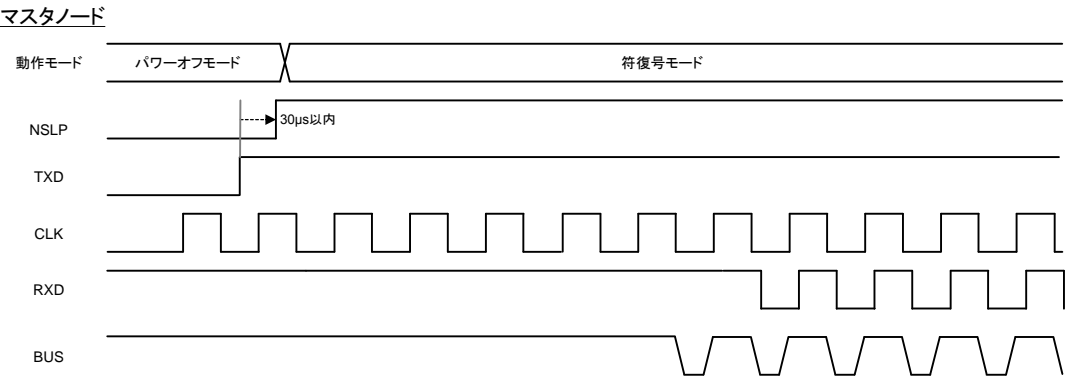 マスタノード
動作モード
パワーオフモード
符復号モード
NSLP
30μs以内
TXD
CLK
RXD
BUS